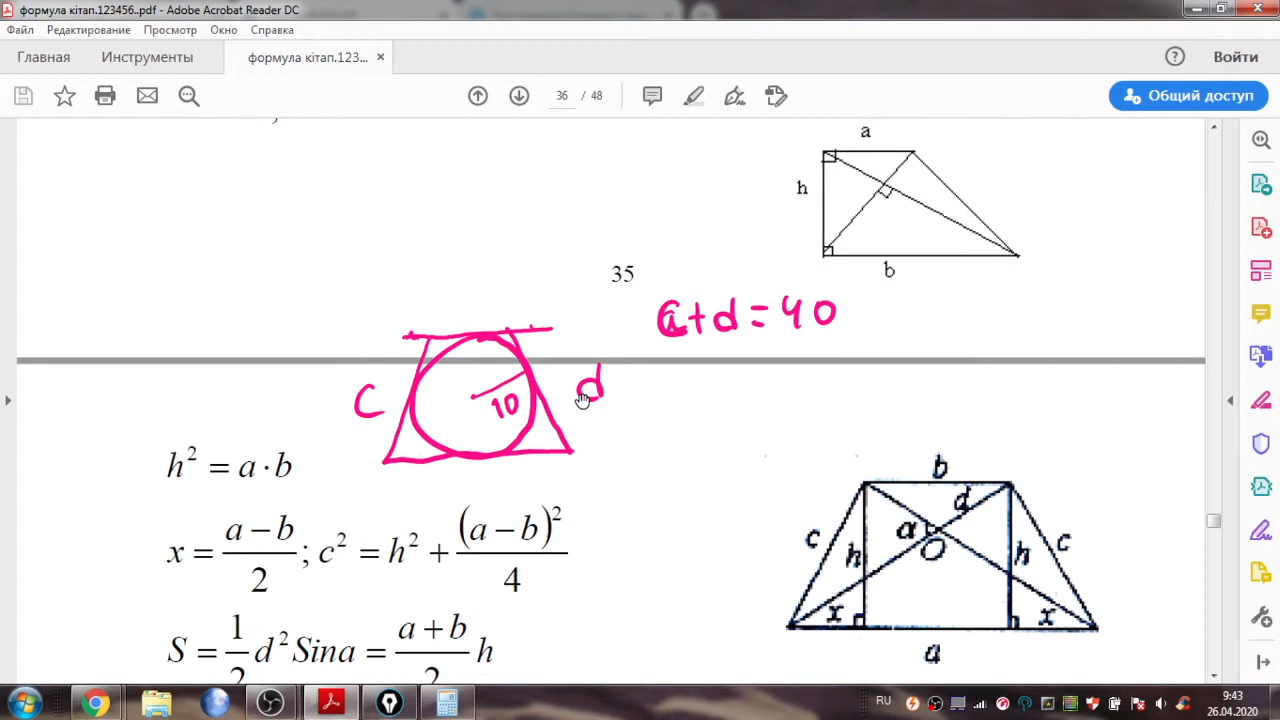 формула кітап.123456..pdf - Adobe Acrobat Reader DC
Файл Редактирование Просмотр Окно Справка
Главная Инструменты формула кітап.123... × Войти
36 / 48 Общий доступ
a
h
b
35
c+d=40
c
d
10
h² = a · b
x = (a − b)/2 ; c² = h² + (a − b)²/4
S = 1/2 d² Sina = (a + b)/2 h
b
d
c
a
O
h
h
c
x
x
a
RU
9:43
26.04.2020